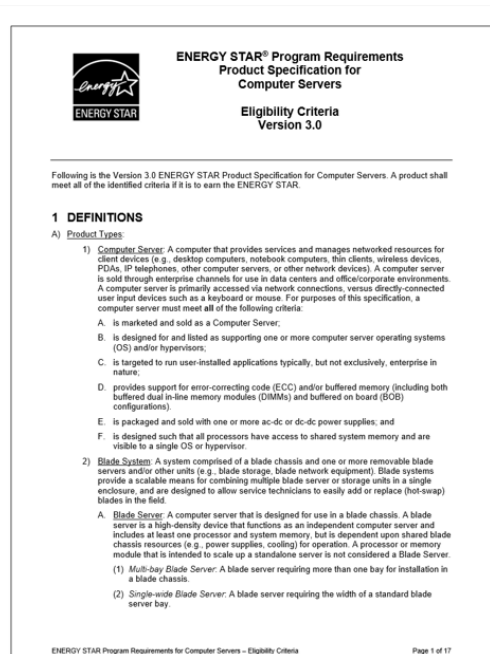 ENERGY STAR® Program Requirements
Product Specification for
Computer Servers
Eligibility Criteria
Version 3.0
energy
ENERGY STAR
Following is the Version 3.0 ENERGY STAR Product Specification for Computer Servers. A product shall
meet all of the identified criteria if it is to earn the ENERGY STAR.
1 DEFINITIONS
A) Product Types:
1) Computer Server: A computer that provides services and manages networked resources for
client devices (e.g., desktop computers, notebook computers, thin clients, wireless devices,
PDAs, IP telephones, other computer servers, or other network devices). A computer server
is sold through enterprise channels for use in data centers and office/corporate environments.
A computer server is primarily accessed via network connections, versus directly-connected
user input devices such as a keyboard or mouse. For purposes of this specification, a
computer server must meet all of the following criteria:
A. is marketed and sold as a Computer Server;
B. is designed for and listed as supporting one or more computer server operating systems
(OS) and/or hypervisors;
C. is targeted to run user-installed applications typically, but not exclusively, enterprise in
nature;
D. provides support for error-correcting code (ECC) and/or buffered memory (including both
buffered dual in-line memory modules (DIMMs) and buffered on board (BOB)
configurations).
E. is packaged and sold with one or more ac-dc or dc-dc power supplies; and
F. is designed such that all processors have access to shared system memory and are
visible to a single OS or hypervisor.
2) Blade System: A system comprised of a blade chassis and one or more removable blade
servers and/or other units (e.g., blade storage, blade network equipment). Blade systems
provide a scalable means for combining multiple blade server or storage units in a single
enclosure, and are designed to allow service technicians to easily add or replace (hot-swap)
blades in the field.
A. Blade Server: A computer server that is designed for use in a blade chassis. A blade
server is a high-density device that functions as an independent computer server and
includes at least one processor and system memory, but is dependent upon shared blade
chassis resources (e.g., power supplies, cooling) for operation. A processor or memory
module that is intended to scale up a standalone server is not considered a Blade Server.
(1) Multi-bay Blade Server: A blade server requiring more than one bay for installation in
a blade chassis.
(2) Single-wide Blade Server: A blade server requiring the width of a standard blade
server bay.
ENERGY STAR Program Requirements for Computer Servers – Eligibility Criteria Page 1 of 17